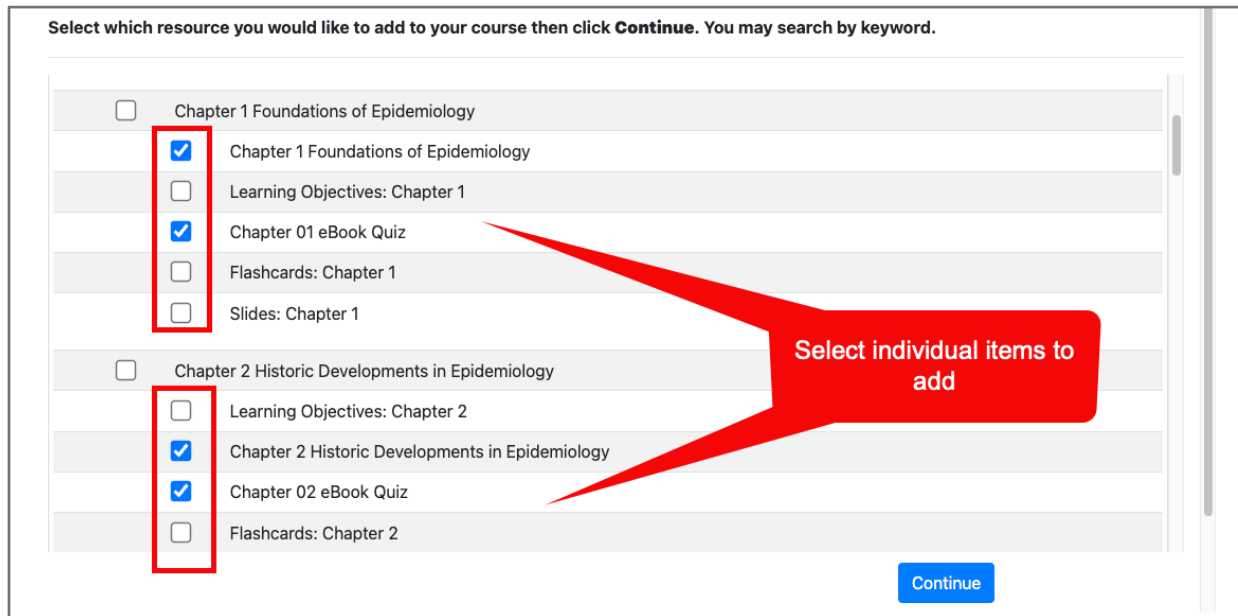 Select which resource you would like to add to your course then click Continue. You may search by keyword.
Chapter 1 Foundations of Epidemiology
Chapter 1 Foundations of Epidemiology
Learning Objectives: Chapter 1
Chapter 01 eBook Quiz
Flashcards: Chapter 1
Slides: Chapter 1
Select individual items to
add
Chapter 2 Historic Developments in Epidemiology
Learning Objectives: Chapter 2
Chapter 2 Historic Developments in Epidemiology
Chapter 02 eBook Quiz
Flashcards: Chapter 2
Continue